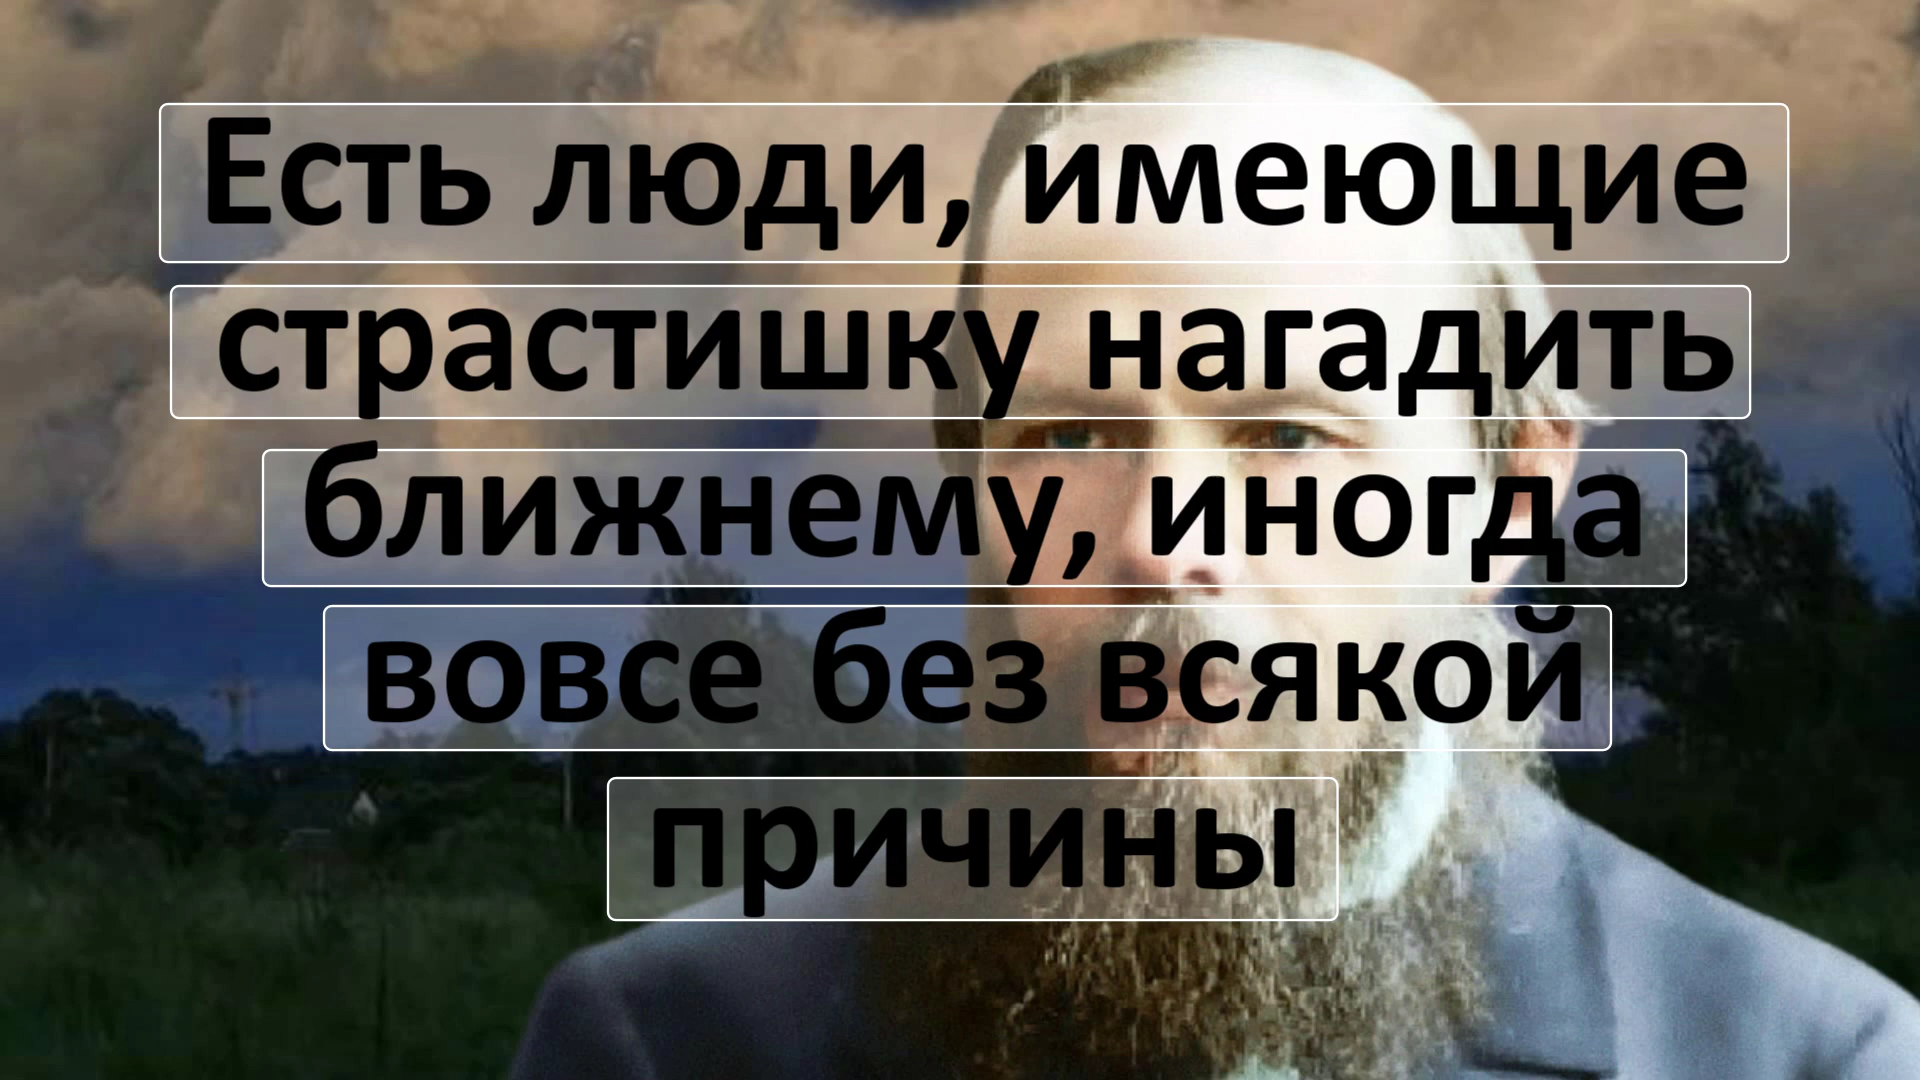 Есть люди, имеющие
страстишку нагадить
ближнему, иногда
вовсе без всякой
причины